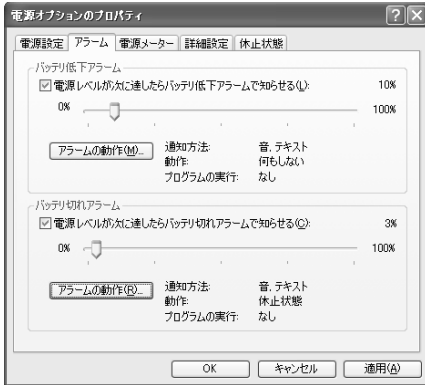 電源オプションのプロパティ
電源設定 アラーム 電源メーター 詳細設定 休止状態
バッテリ低下アラーム
電源レベルが次に達したらバッテリ低下アラームで知らせる(L): 10%
0% 100%
アラームの動作(M)... 通知方法: 音, テキスト
動作: 何もしない
プログラムの実行: なし
バッテリ切れアラーム
電源レベルが次に達したらバッテリ切れアラームで知らせる(C): 3%
0% 100%
アラームの動作(R)... 通知方法: 音, テキスト
動作: 休止状態
プログラムの実行: なし
OK キャンセル 適用(A)